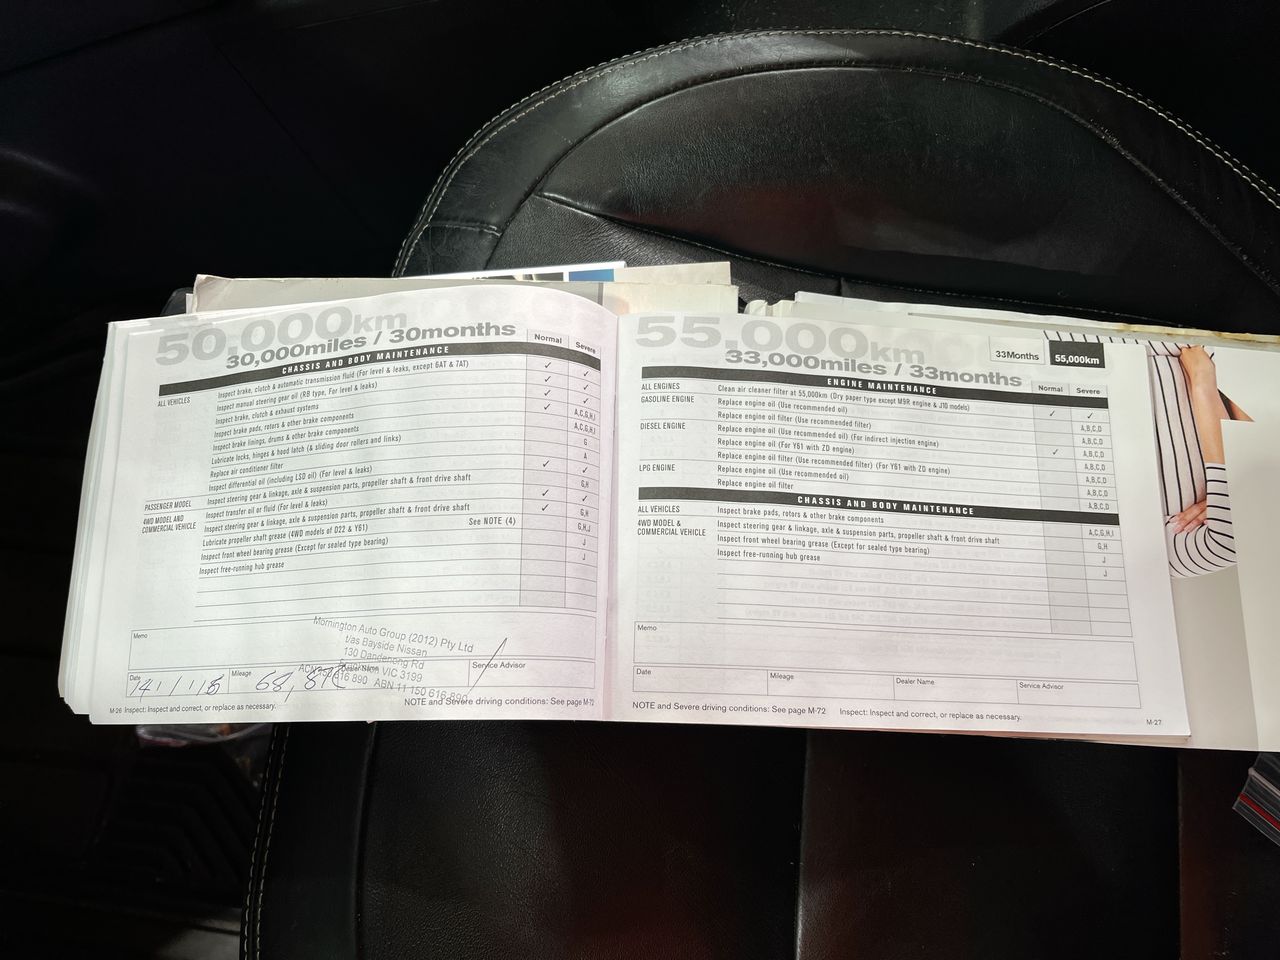 50,000km
30,000miles / 30months
Normal Severe
CHASSIS AND BODY MAINTENANCE
ALL VEHICLES Inspect brake, clutch & automatic transmission fluid (For level & leaks, except 6AT & 7AT) ✓ ✓
Inspect manual steering gear oil (RB type, For level & leaks) ✓ ✓
Inspect brake, clutch & exhaust systems ✓ ✓
Inspect brake pads, rotors & other brake components A,C,G,H,I
Inspect brake linings, drums & other brake components A,C,G,H,I
Lubricate locks, hinges & hood latch (& sliding door rollers and links) G
Replace air conditioner filter A
Inspect differential oil (including LSD oil) (For level & leaks) ✓ ✓
PASSENGER MODEL Inspect steering gear & linkage, axle & suspension parts, propeller shaft & front drive shaft G,H
4WD MODEL AND COMMERCIAL VEHICLE Inspect transfer oil or fluid (For level & leaks) ✓ ✓
Inspect steering gear & linkage, axle & suspension parts, propeller shaft & front drive shaft ✓ G,H
Lubricate propeller shaft grease (4WD models of D22 & Y61) See NOTE (4) G,H,J
Inspect front wheel bearing grease (Except for sealed type bearing) J
Inspect free-running hub grease J
Memo
Mornington Auto Group (2012) Pty Ltd
t/as Bayside Nissan
130 Dandenong Rd
VIC 3199
ABN 11 150 616 890
Date
Mileage
Service Advisor
M-26 Inspect: Inspect and correct, or replace as necessary.
NOTE and Severe driving conditions: See page M-72
55,000km
33,000miles / 33months
33Months 55,000km
Normal Severe
ENGINE MAINTENANCE
ALL ENGINES Clean air cleaner filter at 55,000km (Dry paper type except M9R engine & J10 models)
GASOLINE ENGINE Replace engine oil (Use recommended oil) ✓ ✓
Replace engine oil filter (Use recommended filter) A,B,C,D
DIESEL ENGINE Replace engine oil (Use recommended oil) (For indirect injection engine) A,B,C,D
Replace engine oil (For Y61 with ZD engine) ✓ A,B,C,D
Replace engine oil filter (Use recommended filter) (For Y61 with ZD engine) A,B,C,D
LPG ENGINE Replace engine oil (Use recommended oil) A,B,C,D
Replace engine oil filter A,B,C,D
A,B,C,D
CHASSIS AND BODY MAINTENANCE
ALL VEHICLES Inspect brake pads, rotors & other brake components A,C,G,H,I
4WD MODEL & COMMERCIAL VEHICLE Inspect steering gear & linkage, axle & suspension parts, propeller shaft & front drive shaft G,H
Inspect front wheel bearing grease (Except for sealed type bearing) J
Inspect free-running hub grease J
Memo
Date
Mileage
Dealer Name
Service Advisor
NOTE and Severe driving conditions: See page M-72 Inspect: Inspect and correct, or replace as necessary.
M-27